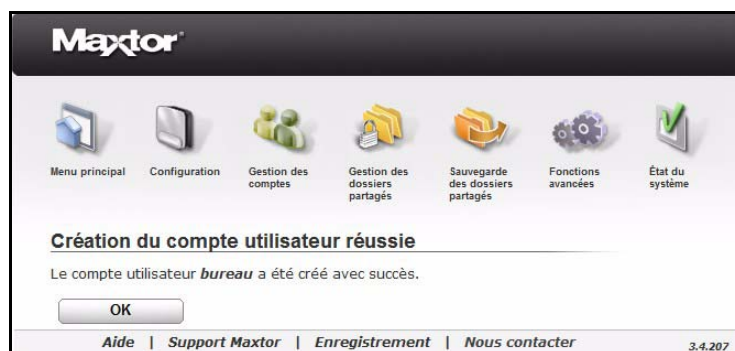 Maxtor
Menu principal
Configuration
Gestion des
comptes
Gestion des
dossiers
partagés
Sauvegarde
des dossiers
partagés
Fonctions
avancées
État du
système
Création du compte utilisateur réussie
Le compte utilisateur bureau a été créé avec succès.
OK
Aide | Support Maxtor | Enregistrement | Nous contacter
3.4.207